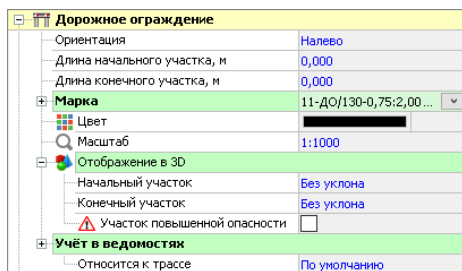 Дорожное ограждение
Ориентация Налево
Длина начального участка, м 0,000
Длина конечного участка, м 0,000
Марка 11-ДО/130-0,75:2,00...
Цвет
Масштаб 1:1000
Отображение в 3D
Начальный участок Без уклона
Конечный участок Без уклона
Участок повышенной опасности
Учёт в ведомостях
Относится к трассе По умолчанию